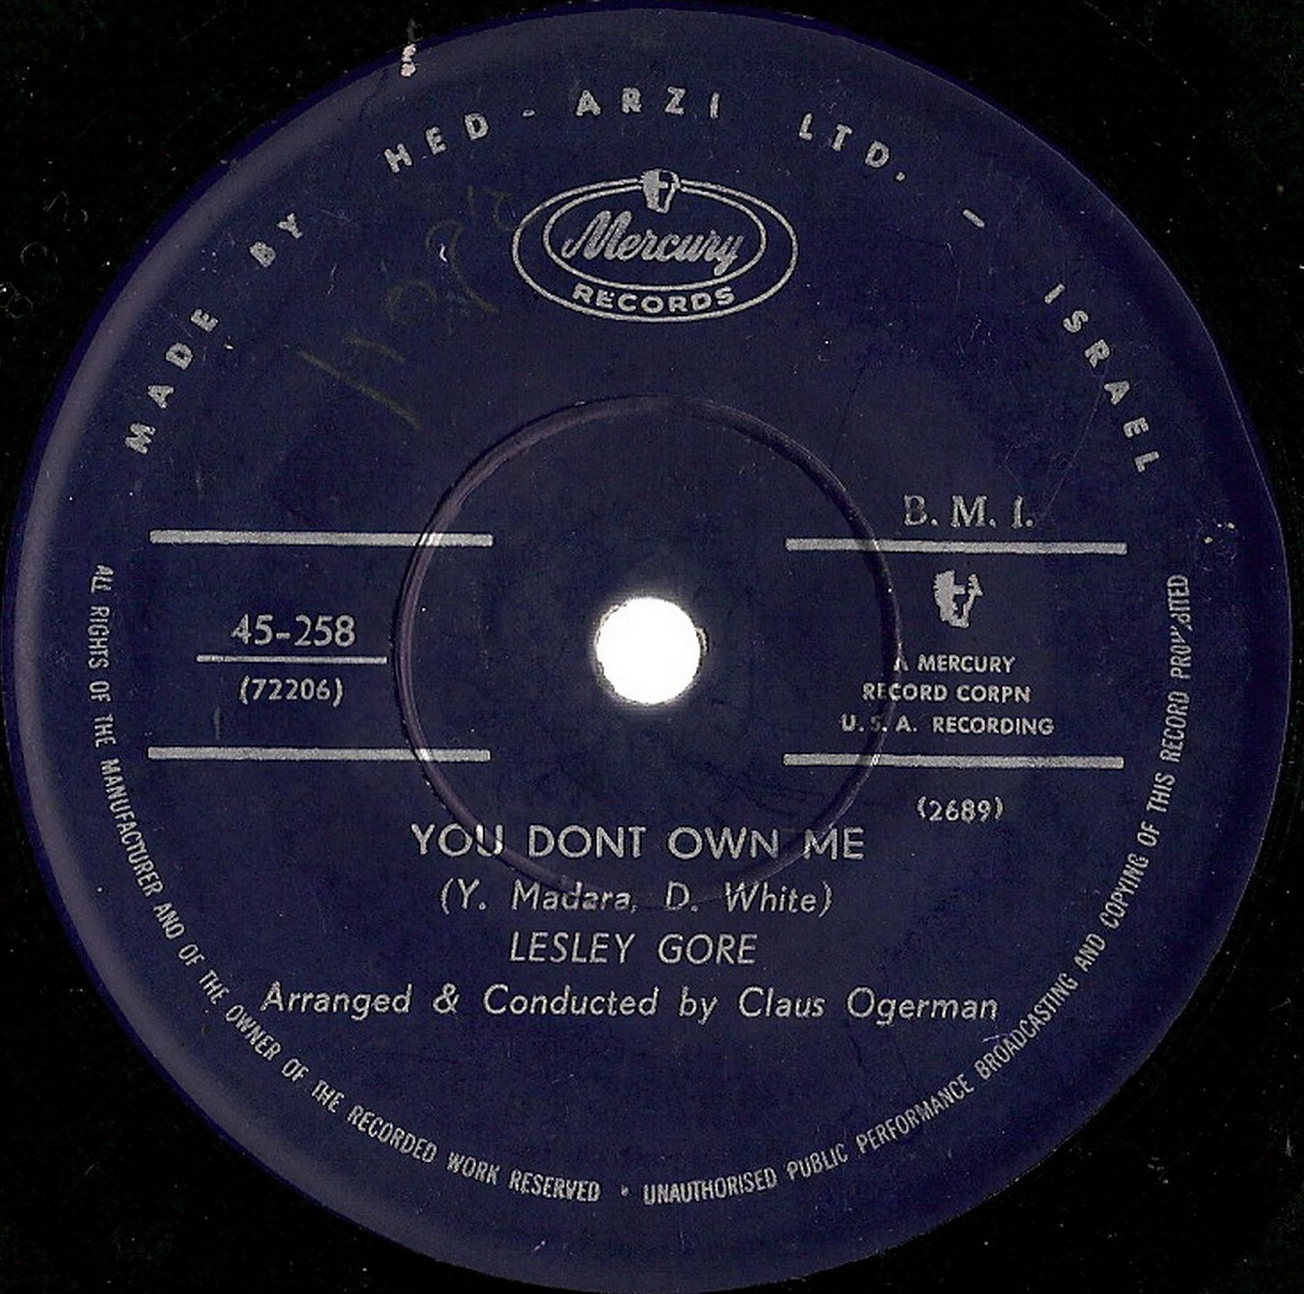 MADE BY HED-ARZI LTD. - ISRAEL
Mercury
RECORDS
B. M. I.
45-258
(72206)
A MERCURY
RECORD CORPN
U. S. A. RECORDING
(2689)
YOU DONT OWN ME
(Y. Madara, D. White)
LESLEY GORE
Arranged & Conducted by Claus Ogerman
ALL RIGHTS OF THE MANUFACTURER AND OF THE OWNER OF THE RECORDED WORK RESERVED • UNAUTHORISED PUBLIC PERFORMANCE BROADCASTING AND COPYING OF THIS RECORD PROHIBITED